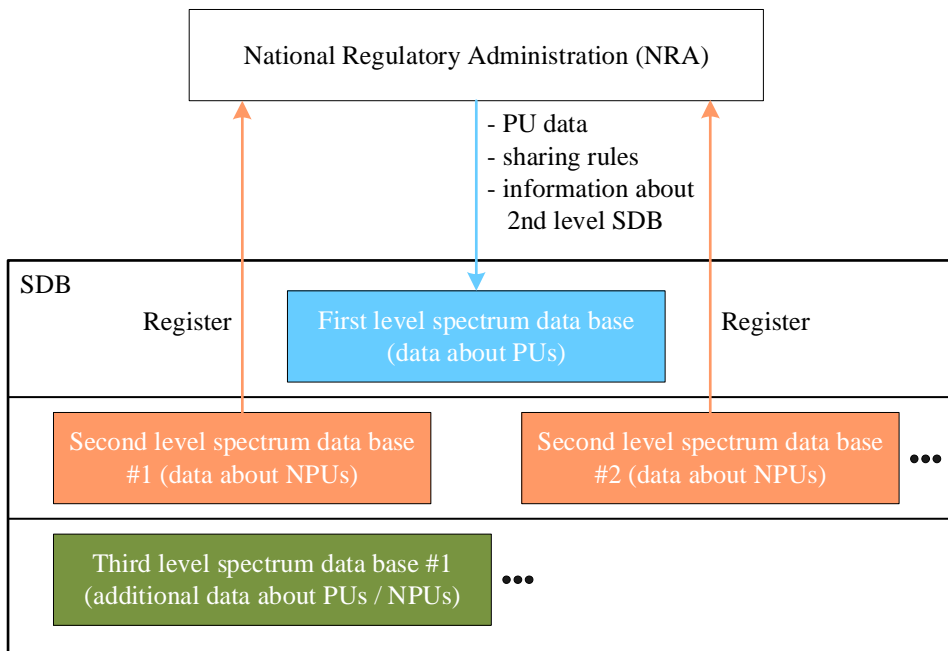 National Regulatory Administration (NRA)
- PU data
- sharing rules
- information about
2nd level SDB
SDB
Register
First level spectrum data base
(data about PUs)
Register
Second level spectrum data base
#1 (data about NPUs)
Second level spectrum data base
#2 (data about NPUs)
•••
Third level spectrum data base #1
(additional data about PUs / NPUs)
•••